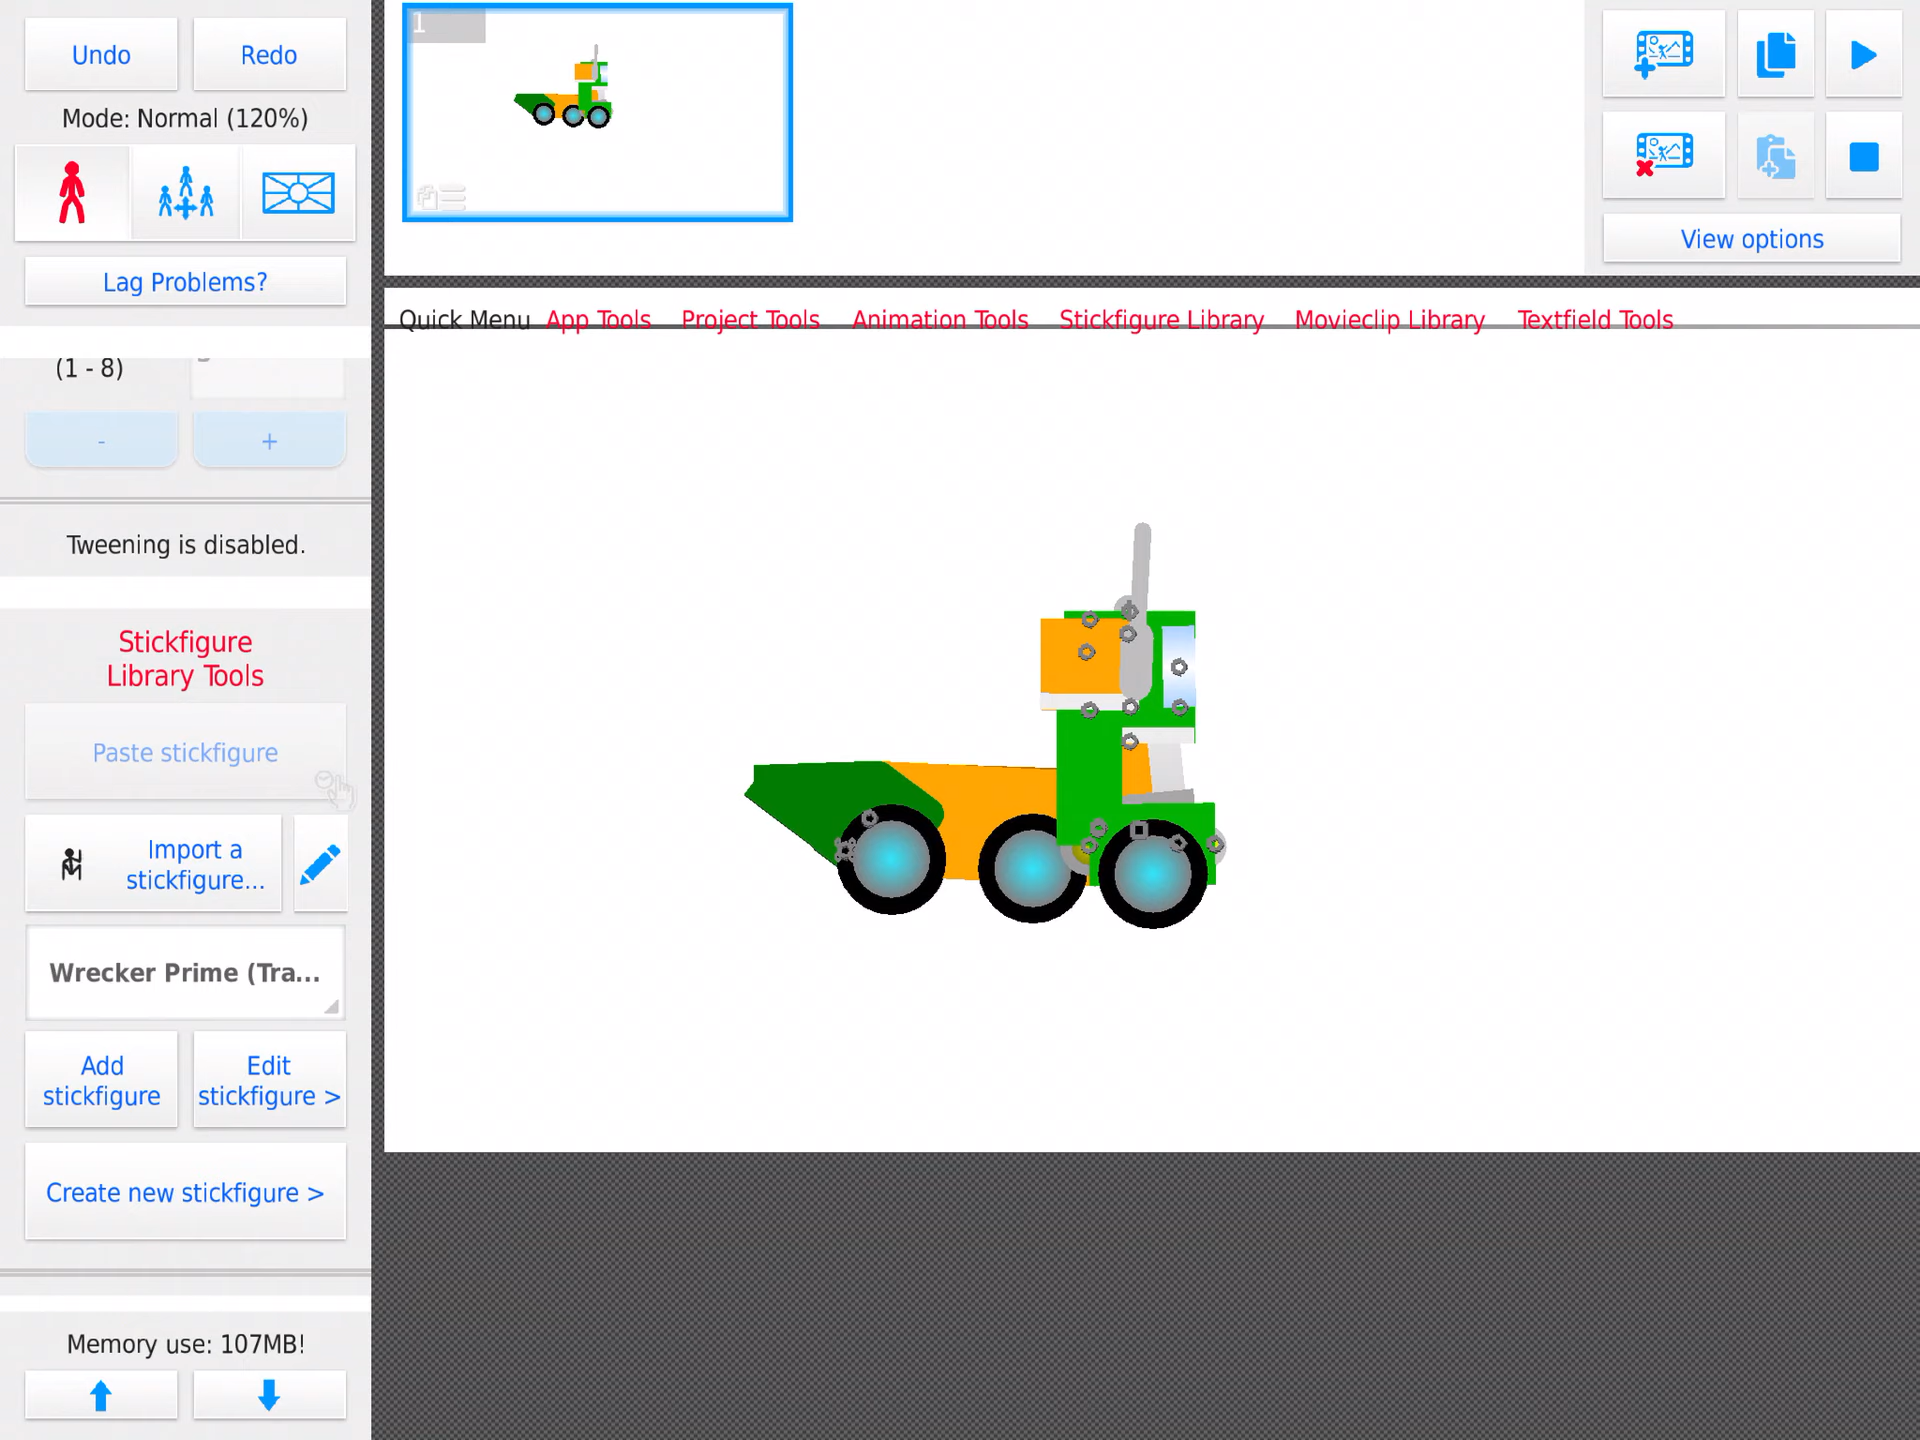 Undo
Redo
Mode: Normal (120%)
Lag Problems?
(1 - 8)
-
+
Tweening is disabled.
Stickfigure
Library Tools
Paste stickfigure
Import a
stickfigure...
Wrecker Prime (Tra...
Add
stickfigure
Edit
stickfigure >
Create new stickfigure >
Memory use: 107MB!
1
View options
Quick Menu App Tools Project Tools Animation Tools Stickfigure Library Movieclip Library Textfield Tools